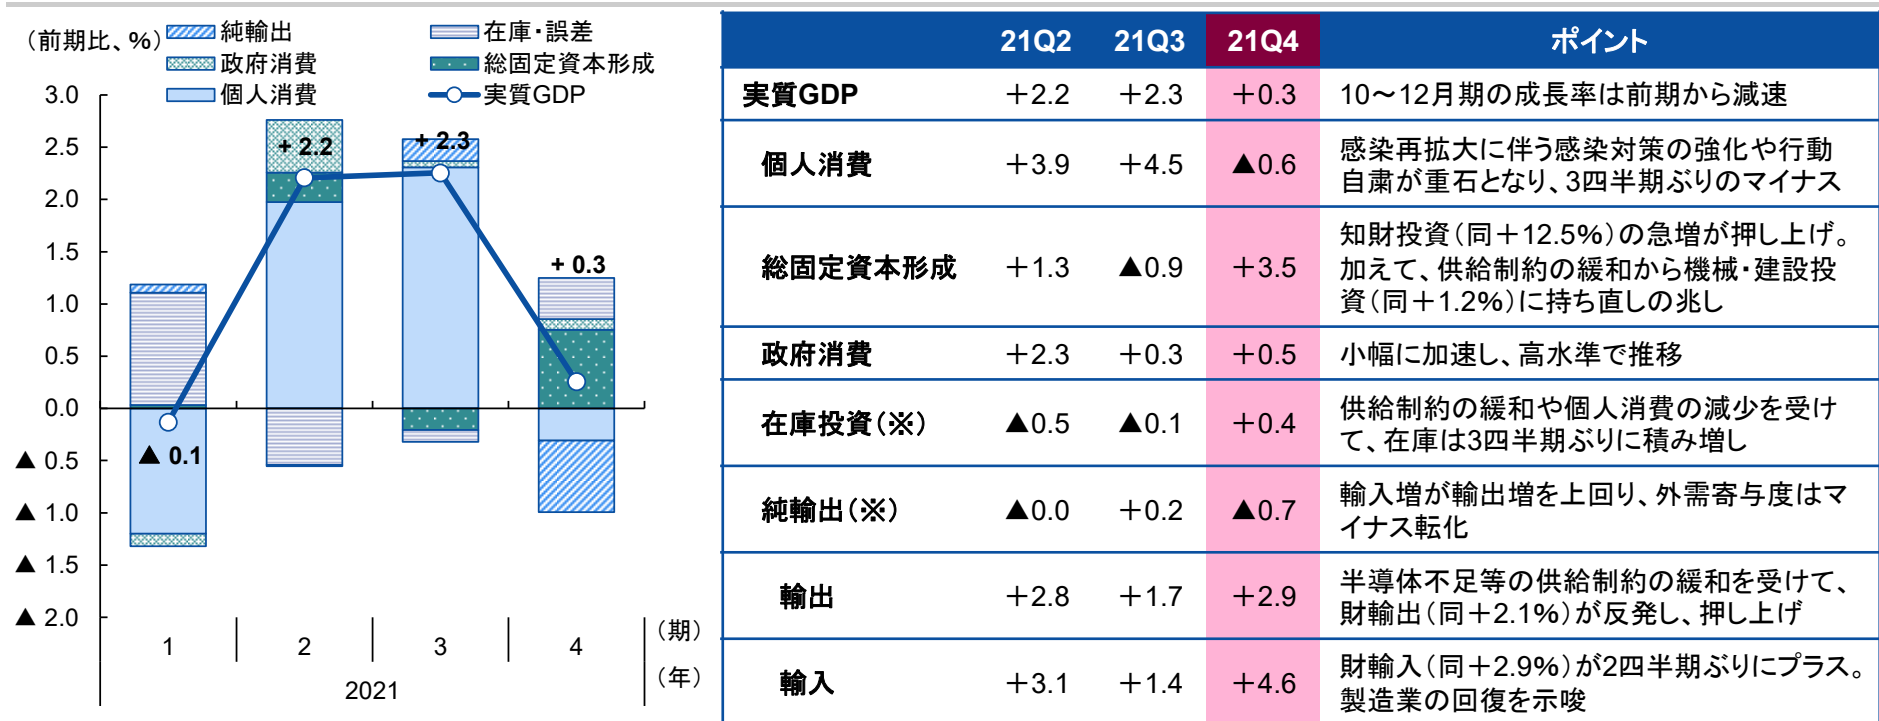 （前期比、%）
純輸出
在庫・誤差
政府消費
総固定資本形成
個人消費
実質GDP
3.0
2.5
2.0
1.5
1.0
0.5
0.0
▲ 0.5
▲ 1.0
▲ 1.5
▲ 2.0
▲ 0.1
+ 2.2
+ 2.3
+ 0.3
1 2 3 4 （期）
2021 （年）
21Q2 21Q3 21Q4 ポイント
実質GDP ＋2.2 ＋2.3 ＋0.3 10～12月期の成長率は前期から減速
個人消費 ＋3.9 ＋4.5 ▲0.6 感染再拡大に伴う感染対策の強化や行動
自粛が重石となり、3四半期ぶりのマイナス
総固定資本形成 ＋1.3 ▲0.9 ＋3.5 知財投資（同＋12.5%）の急増が押し上げ。
加えて、供給制約の緩和から機械・建設投
資（同＋1.2%）に持ち直しの兆し
政府消費 ＋2.3 ＋0.3 ＋0.5 小幅に加速し、高水準で推移
在庫投資（※） ▲0.5 ▲0.1 ＋0.4 供給制約の緩和や個人消費の減少を受け
て、在庫は3四半期ぶりに積み増し
純輸出（※） ▲0.0 ＋0.2 ▲0.7 輸入増が輸出増を上回り、外需寄与度はマ
イナス転化
輸出 ＋2.8 ＋1.7 ＋2.9 半導体不足等の供給制約の緩和を受けて、
財輸出（同＋2.1%）が反発し、押し上げ
輸入 ＋3.1 ＋1.4 ＋4.6 財輸入（同＋2.9%）が2四半期ぶりにプラス。
製造業の回復を示唆